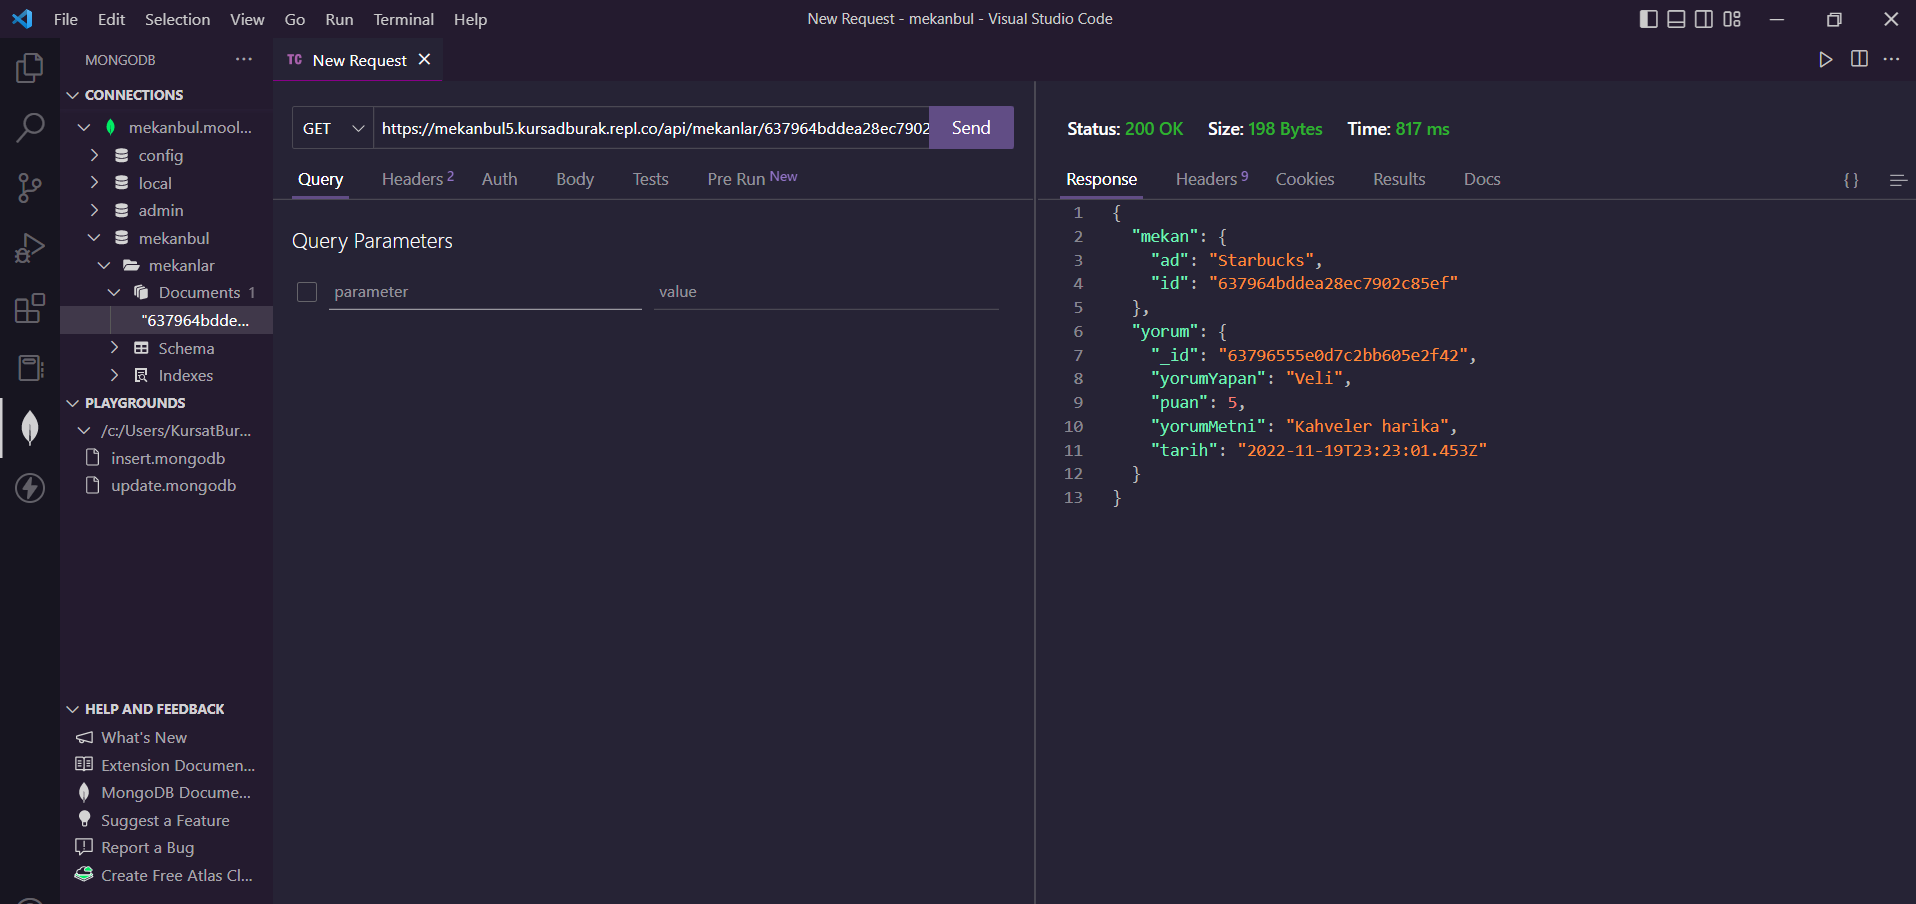 File Edit Selection View Go Run Terminal Help
New Request - mekanbul - Visual Studio Code
MONGODB ···
CONNECTIONS
mekanbul.mool...
config
local
admin
mekanbul
mekanlar
Documents 1
"637964bdde...
Schema
Indexes
PLAYGROUNDS
/c:/Users/KursatBur...
insert.mongodb
update.mongodb
HELP AND FEEDBACK
What's New
Extension Documen...
MongoDB Docume...
Suggest a Feature
Report a Bug
Create Free Atlas Cl...
TC New Request
GET https://mekanbul5.kursadburak.repl.co/api/mekanlar/637964bddea28ec7902 Send
Query Headers 2 Auth Body Tests Pre Run New
Query Parameters
parameter value
Status: 200 OK Size: 198 Bytes Time: 817 ms
Response Headers 9 Cookies Results Docs { }
1 {
2 "mekan": {
3 "ad": "Starbucks",
4 "id": "637964bddea28ec7902c85ef"
5 },
6 "yorum": {
7 "_id": "63796555e0d7c2bb605e2f42",
8 "yorumYapan": "Veli",
9 "puan": 5,
10 "yorumMetni": "Kahveler harika",
11 "tarih": "2022-11-19T23:23:01.453Z"
12 }
13 }